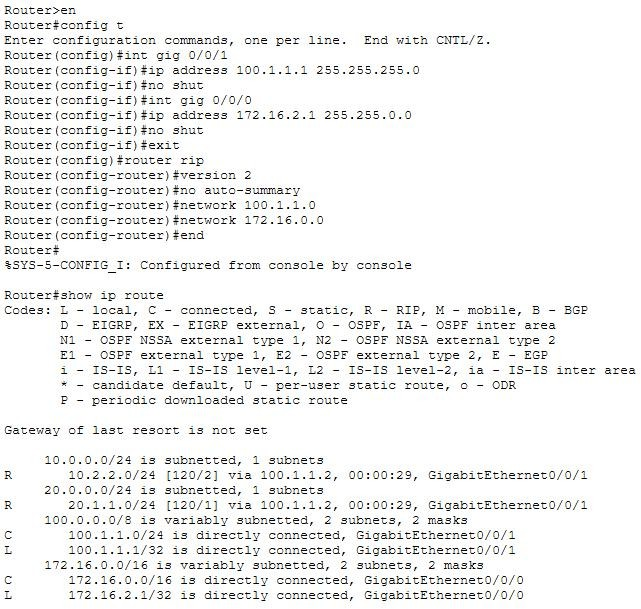 Router>en
Router#config t
Enter configuration commands, one per line.  End with CNTL/Z.
Router(config)#int gig 0/0/1
Router(config-if)#ip address 100.1.1.1 255.255.255.0
Router(config-if)#no shut
Router(config-if)#int gig 0/0/0
Router(config-if)#ip address 172.16.2.1 255.255.0.0
Router(config-if)#no shut
Router(config-if)#exit
Router(config)#router rip
Router(config-router)#version 2
Router(config-router)#no auto-summary
Router(config-router)#network 100.1.1.0
Router(config-router)#network 172.16.0.0
Router(config-router)#end
Router#
%SYS-5-CONFIG_I: Configured from console by console
Router#show ip route
Codes: L - local, C - connected, S - static, R - RIP, M - mobile, B - BGP
       D - EIGRP, EX - EIGRP external, O - OSPF, IA - OSPF inter area
       N1 - OSPF NSSA external type 1, N2 - OSPF NSSA external type 2
       E1 - OSPF external type 1, E2 - OSPF external type 2, E - EGP
       i - IS-IS, L1 - IS-IS level-1, L2 - IS-IS level-2, ia - IS-IS inter area
       * - candidate default, U - per-user static route, o - ODR
       P - periodic downloaded static route
Gateway of last resort is not set
     10.0.0.0/24 is subnetted, 1 subnets
R       10.2.2.0/24 [120/2] via 100.1.1.2, 00:00:29, GigabitEthernet0/0/1
     20.0.0.0/24 is subnetted, 1 subnets
R       20.1.1.0/24 [120/1] via 100.1.1.2, 00:00:29, GigabitEthernet0/0/1
     100.0.0.0/8 is variably subnetted, 2 subnets, 2 masks
C       100.1.1.0/24 is directly connected, GigabitEthernet0/0/1
L       100.1.1.1/32 is directly connected, GigabitEthernet0/0/1
     172.16.0.0/16 is variably subnetted, 2 subnets, 2 masks
C       172.16.0.0/16 is directly connected, GigabitEthernet0/0/0
L       172.16.2.1/32 is directly connected, GigabitEthernet0/0/0